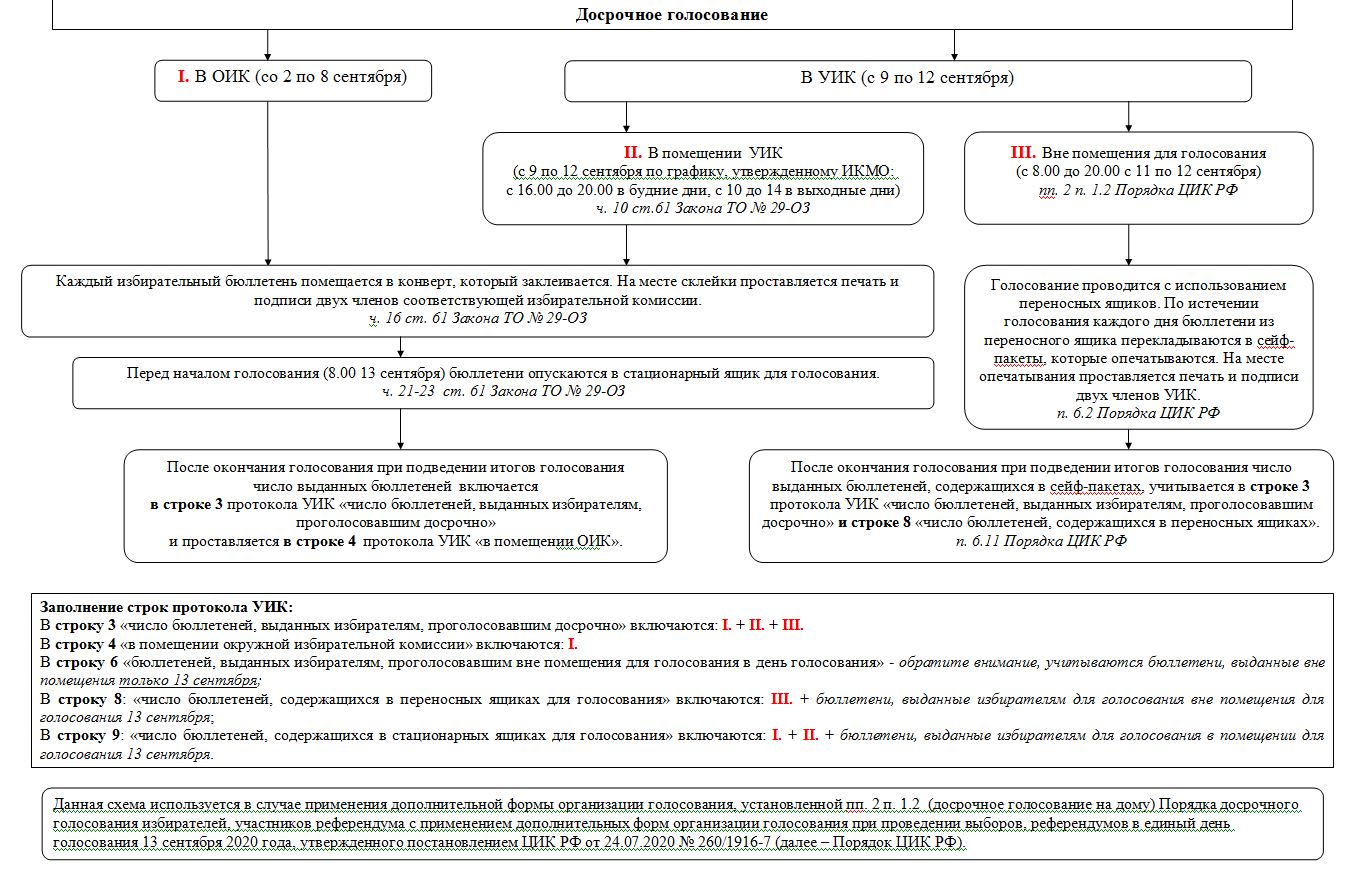 Досрочное голосование
I. В ОИК (со 2 по 8 сентября)
В УИК (с 9 по 12 сентября)
II. В помещении УИК
(с 9 по 12 сентября по графику, утвержденному ИКМО:
с 16.00 до 20.00 в будние дни, с 10 до 14 в выходные дни)
ч. 10 ст.61 Закона ТО № 29-ОЗ
III. Вне помещения для голосования
(с 8.00 до 20.00 с 11 по 12 сентября)
пп. 2 п. 1.2 Порядка ЦИК РФ
Каждый избирательный бюллетень помещается в конверт, который заклеивается. На месте склейки проставляется печать и
подписи двух членов соответствующей избирательной комиссии.
ч. 16 ст. 61 Закона ТО № 29-ОЗ
Перед началом голосования (8.00 13 сентября) бюллетени опускаются в стационарный ящик для голосования.
ч. 21-23 ст. 61 Закона ТО № 29-ОЗ
Голосование проводится с использованием
переносных ящиков. По истечении
голосования каждого дня бюллетени из
переносного ящика перекладываются в сейф-
пакеты, которые опечатываются. На месте
опечатывания проставляется печать и подписи
двух членов УИК.
п. 6.2 Порядка ЦИК РФ
После окончания голосования при подведении итогов голосования
число выданных бюллетеней включается
в строке 3 протокола УИК «число бюллетеней, выданных избирателям,
проголосовавшим досрочно»
и проставляется в строке 4 протокола УИК «в помещении ОИК».
После окончания голосования при подведении итогов голосования число
выданных бюллетеней, содержащихся в сейф-пакетах, учитывается в строке 3
протокола УИК «число бюллетеней, выданных избирателям, проголосовавшим
досрочно» и строке 8 «число бюллетеней, содержащихся в переносных ящиках».
п. 6.11 Порядка ЦИК РФ
Заполнение строк протокола УИК:
В строку 3 «число бюллетеней, выданных избирателям, проголосовавшим досрочно» включаются: I. + II. + III.
В строку 4 «в помещении окружной избирательной комиссии» включаются: I.
В строку 6 «бюллетеней, выданных избирателям, проголосовавшим вне помещения для голосования в день голосования» - обратите внимание, учитываются бюллетени, выданные вне
помещения только 13 сентября;
В строку 8: «число бюллетеней, содержащихся в переносных ящиках для голосования» включаются: III. + бюллетени, выданные избирателям для голосования вне помещения для
голосования 13 сентября;
В строку 9: «число бюллетеней, содержащихся в стационарных ящиках для голосования» включаются: I. + II. + бюллетени, выданные избирателям для голосования в помещении для
голосования 13 сентября.
Данная схема используется в случае применения дополнительной формы организации голосования, установленной пп. 2 п. 1.2 (досрочное голосование на дому) Порядка досрочного
голосования избирателей, участников референдума с применением дополнительных форм организации голосования при проведении выборов, референдумов в единый день
голосования 13 сентября 2020 года, утвержденного постановлением ЦИК РФ от 24.07.2020 № 260/1916-7 (далее – Порядок ЦИК РФ).